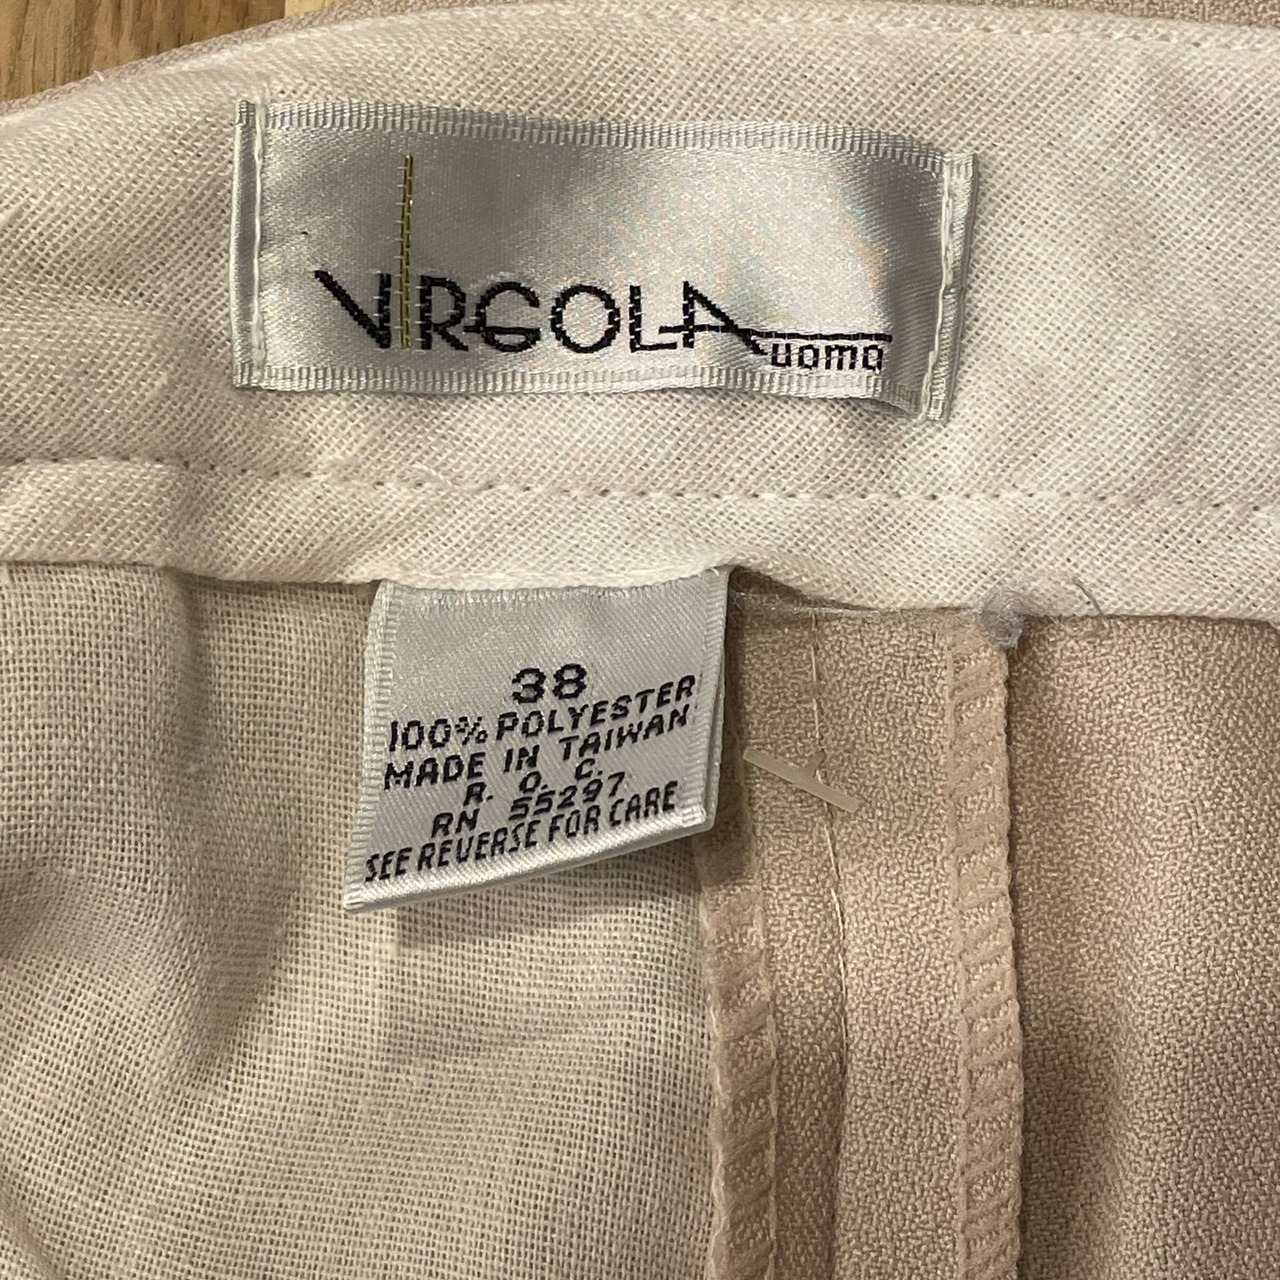 VIRGOLA
uomo
38
100% POLYESTER
MADE IN TAIWAN
R. O. C.
RN 55297
SEE REVERSE FOR CARE